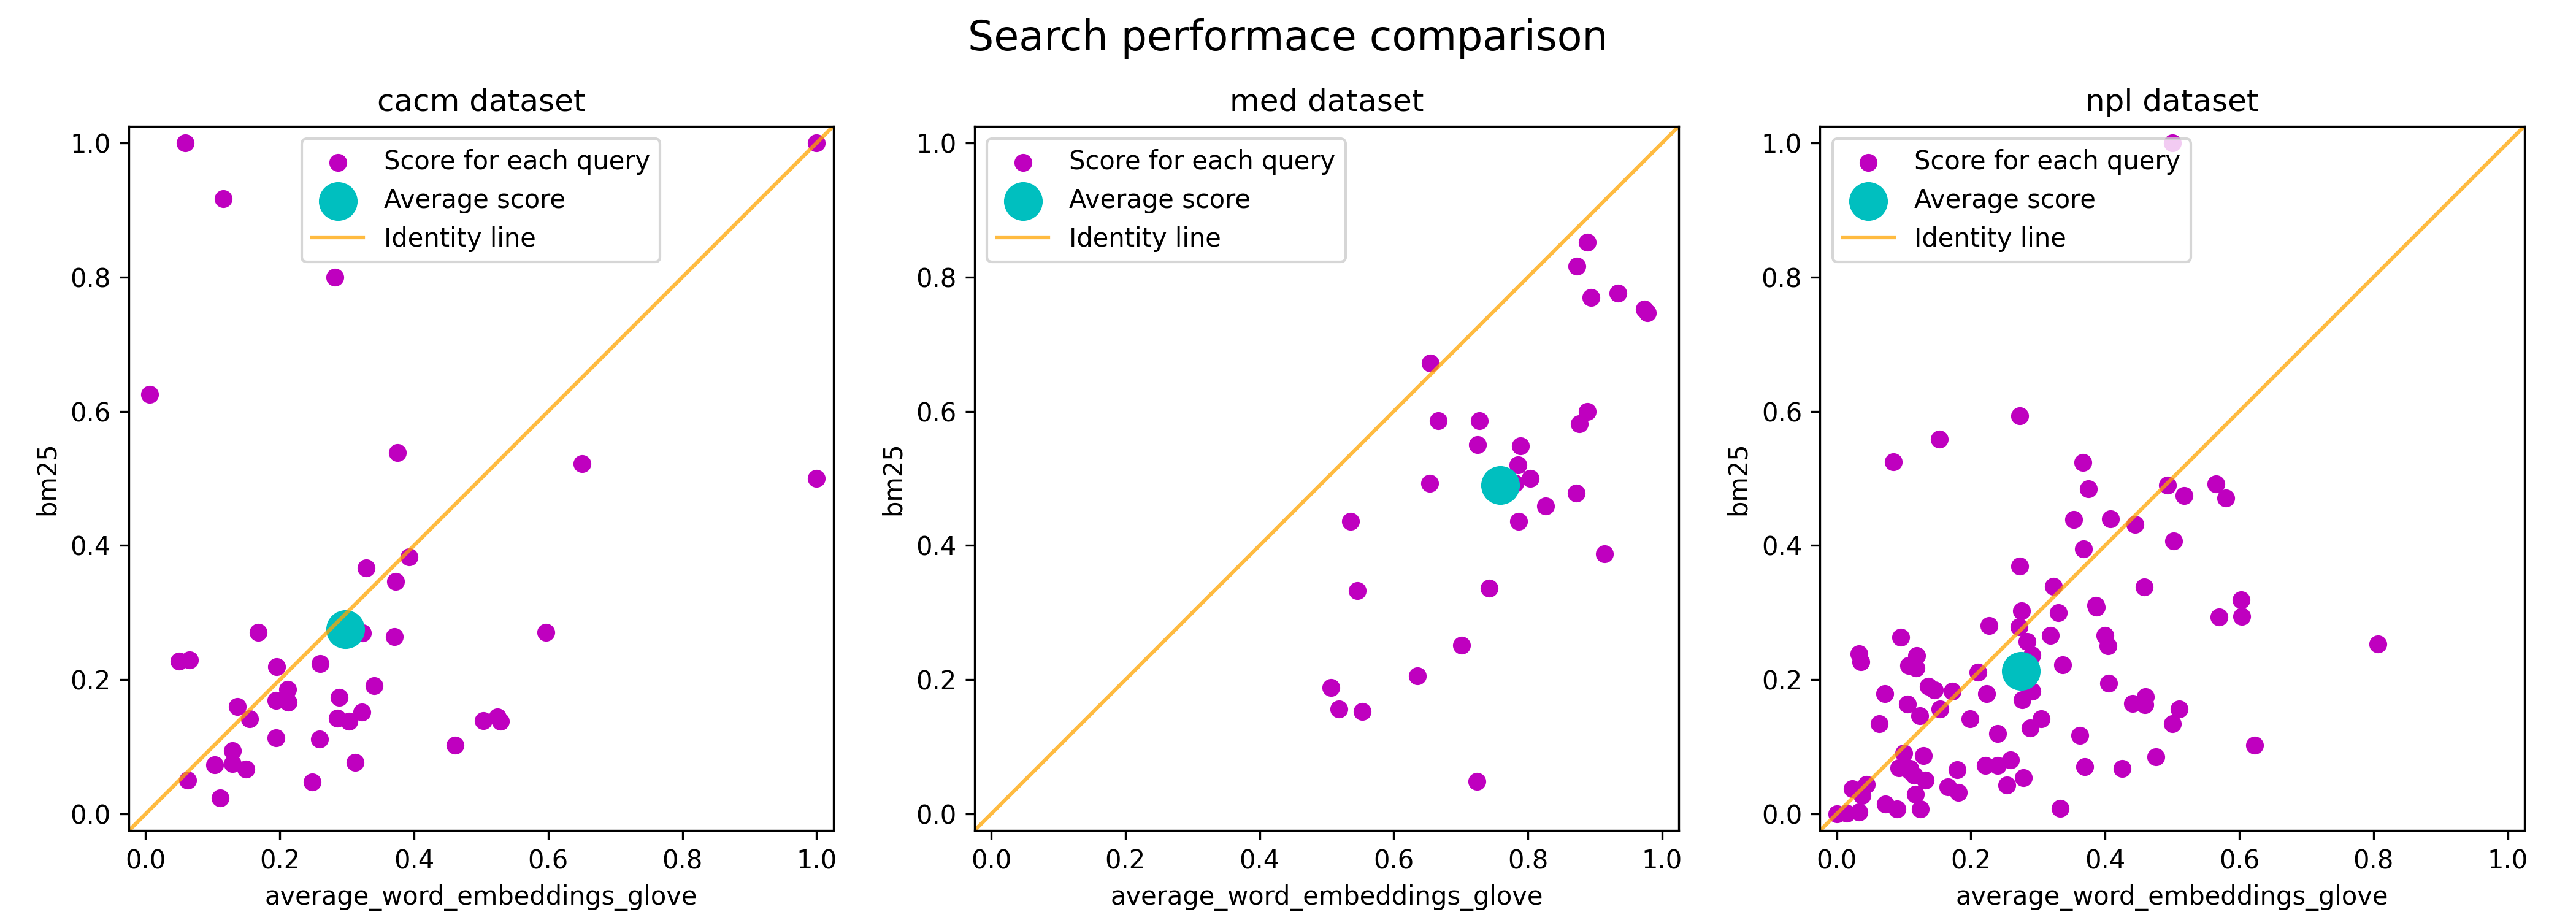 Search performace comparison
cacm dataset
Score for each query
Average score
Identity line
1.0
0.8
0.6
0.4
0.2
0.0
bm25
0.0 0.2 0.4 0.6 0.8 1.0
average_word_embeddings_glove
med dataset
Score for each query
Average score
Identity line
1.0
0.8
0.6
0.4
0.2
0.0
bm25
0.0 0.2 0.4 0.6 0.8 1.0
average_word_embeddings_glove
npl dataset
Score for each query
Average score
Identity line
1.0
0.8
0.6
0.4
0.2
0.0
bm25
0.0 0.2 0.4 0.6 0.8 1.0
average_word_embeddings_glove